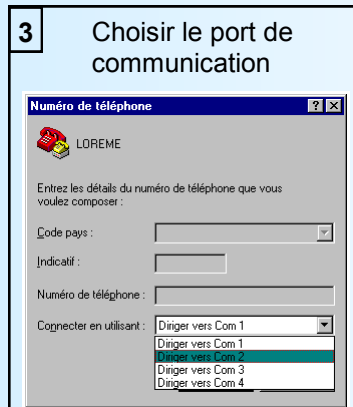 3 Choisir le port de
communication
Numéro de téléphone
LOREME
Entrez les détails du numéro de téléphone que vous
voulez composer :
Code pays :
Indicatif :
Numéro de téléphone :
Connecter en utilisant : Diriger vers Com 1
Diriger vers Com 1
Diriger vers Com 2
Diriger vers Com 3
Diriger vers Com 4